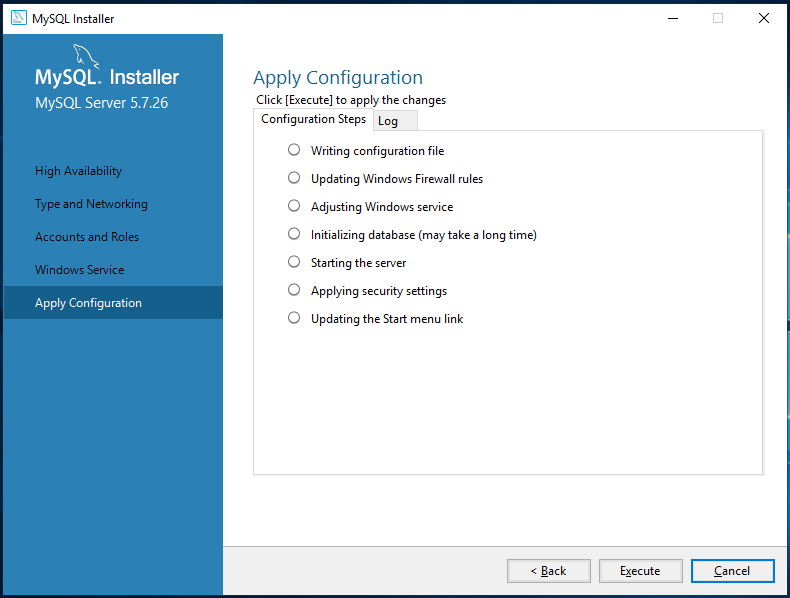 MySQL Installer
MySQL. Installer
MySQL Server 5.7.26
High Availability
Type and Networking
Accounts and Roles
Windows Service
Apply Configuration
Apply Configuration
Click [Execute] to apply the changes
Configuration Steps
Log
Writing configuration file
Updating Windows Firewall rules
Adjusting Windows service
Initializing database (may take a long time)
Starting the server
Applying security settings
Updating the Start menu link
< Back
Execute
Cancel